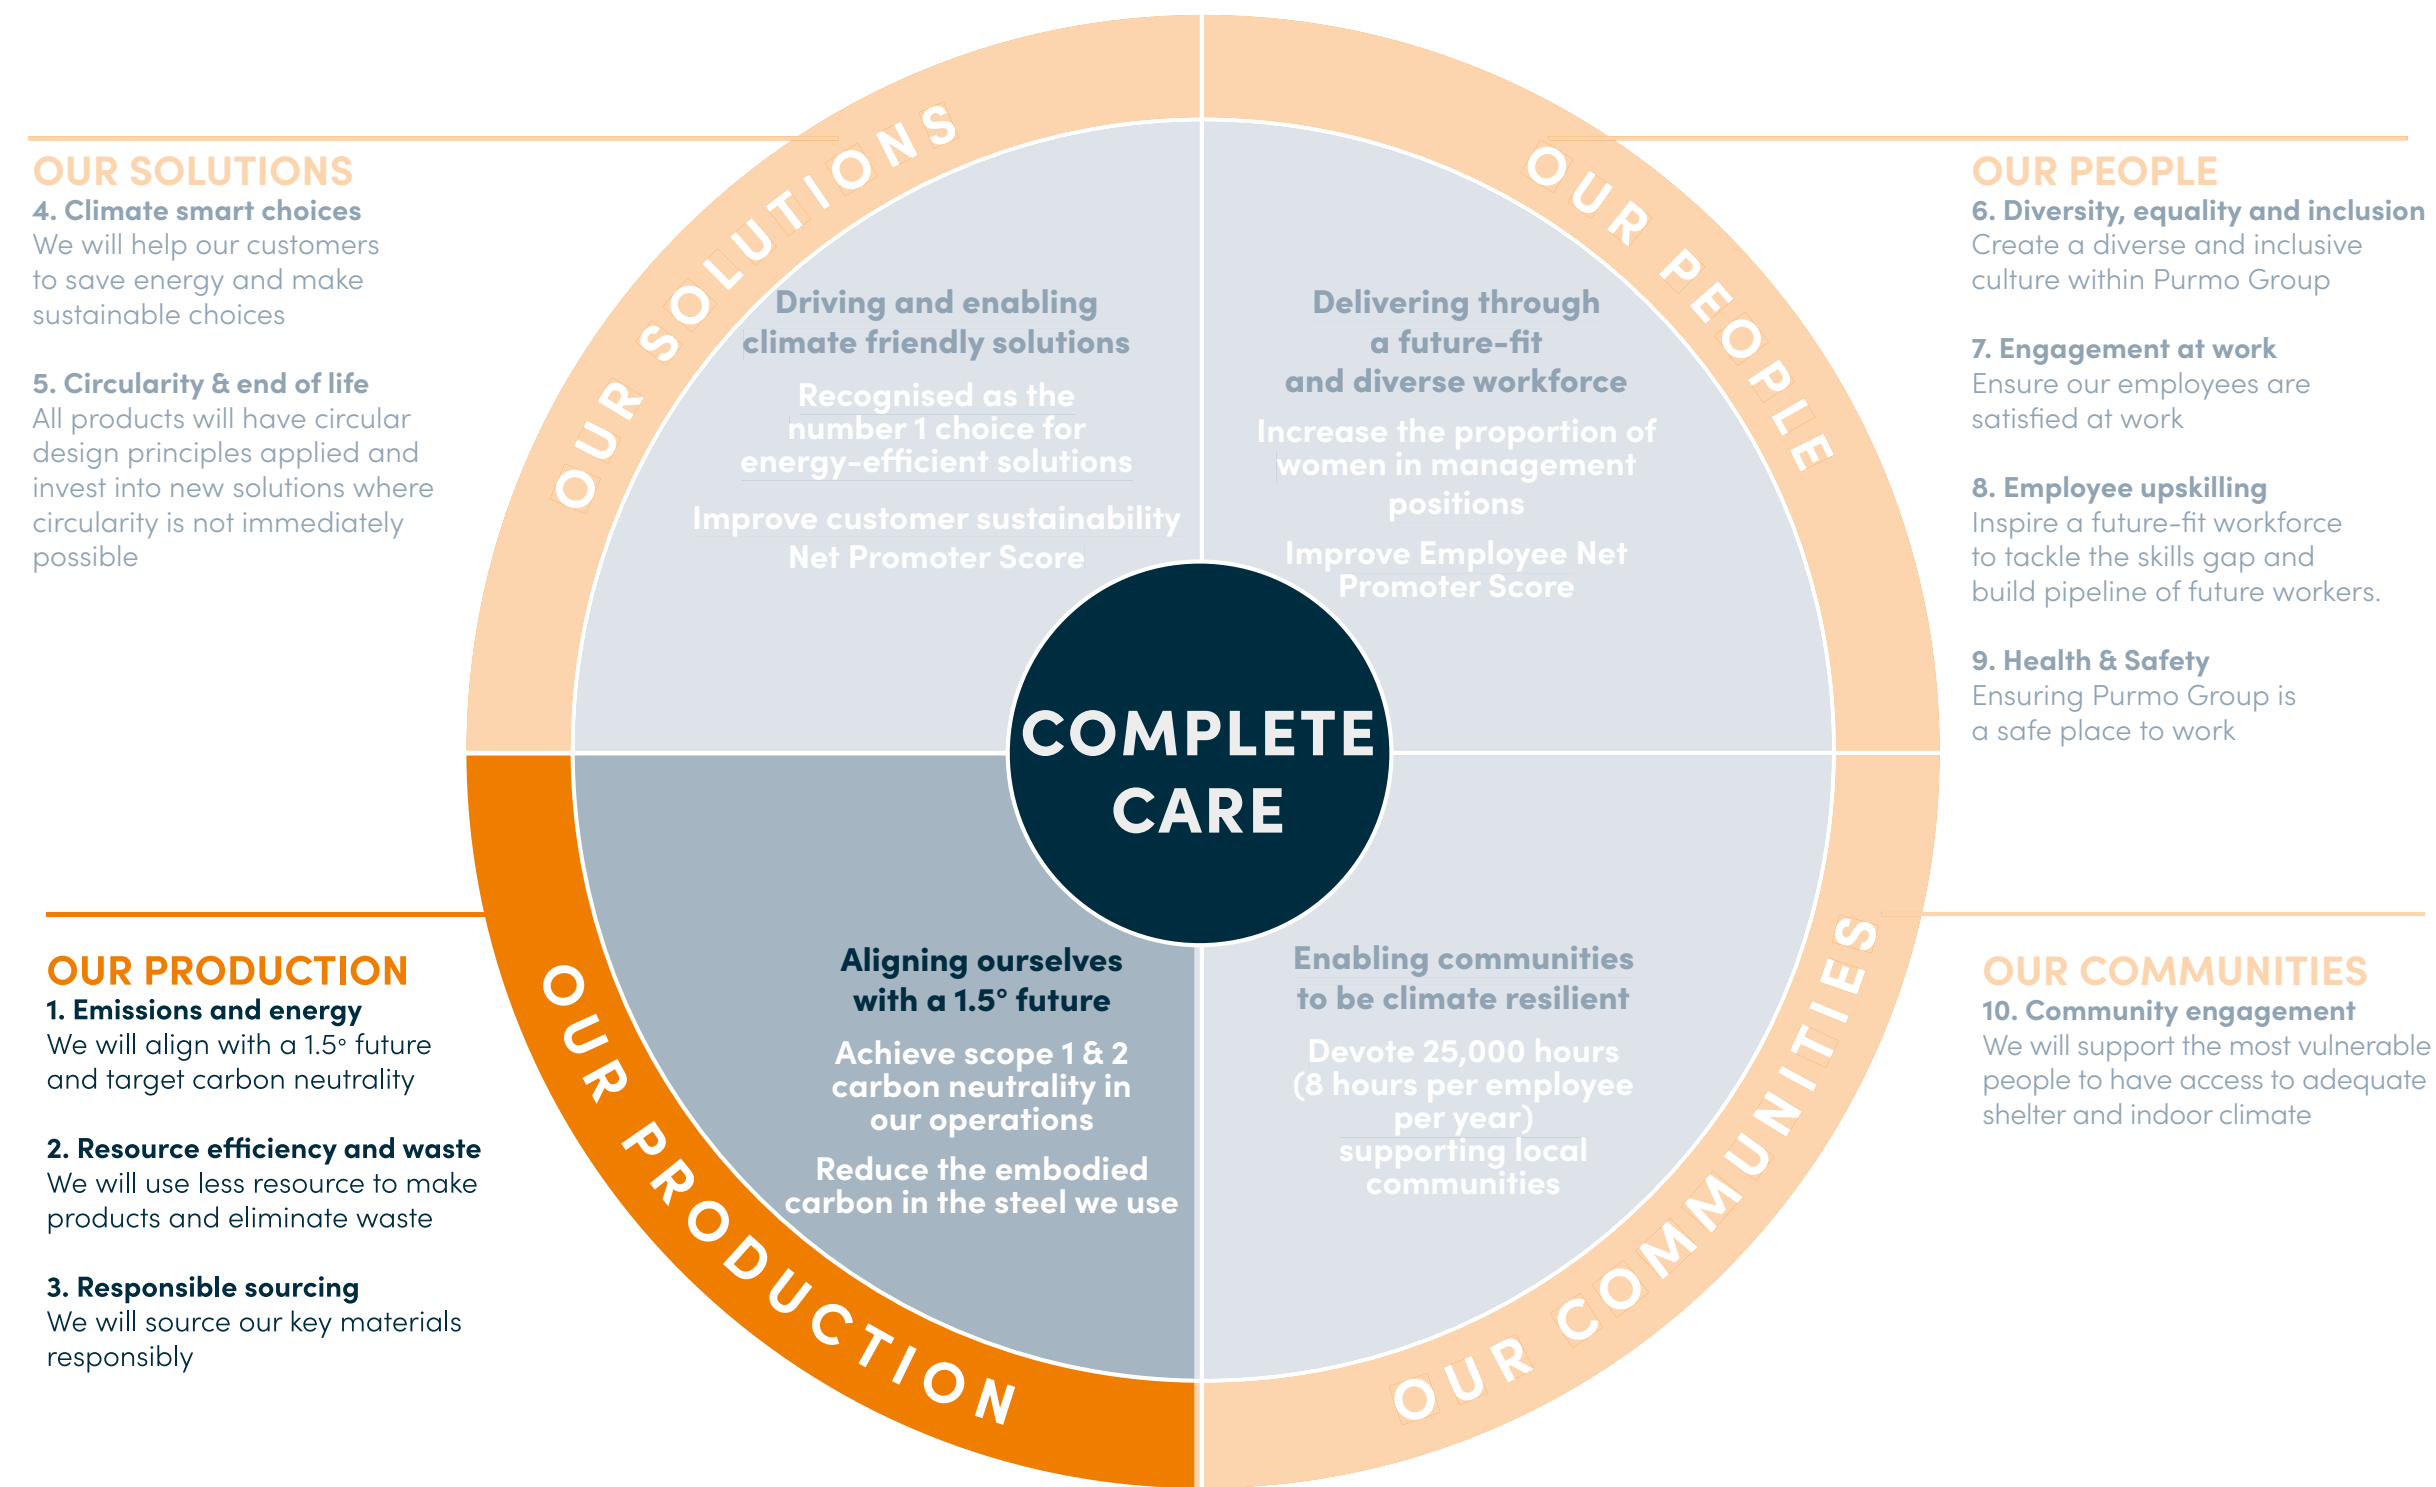 OUR SOLUTIONS
4. Climate smart choices
We will help our customers
to save energy and make
sustainable choices
5. Circularity & end of life
All products will have circular
design principles applied and
invest into new solutions where
circularity is not immediately
possible
OUR SOLUTIONS
Driving and enabling
climate friendly solutions
Recognised as the
number 1 choice for
energy-efficient solutions
Improve customer sustainability
Net Promoter Score
OUR PEOPLE
Delivering through
a future-fit
and diverse workforce
Increase the proportion of
women in management
positions
Improve Employee Net
Promoter Score
OUR PEOPLE
6. Diversity, equality and inclusion
Create a diverse and inclusive
culture within Purmo Group
7. Engagement at work
Ensure our employees are
satisfied at work
8. Employee upskilling
Inspire a future-fit workforce
to tackle the skills gap and
build pipeline of future workers.
9. Health & Safety
Ensuring Purmo Group is
a safe place to work
COMPLETE
CARE
OUR PRODUCTION
1. Emissions and energy
We will align with a 1.5° future
and target carbon neutrality
2. Resource efficiency and waste
We will use less resource to make
products and eliminate waste
3. Responsible sourcing
We will source our key materials
responsibly
OUR PRODUCTION
Aligning ourselves
with a 1.5° future
Achieve scope 1 & 2
carbon neutrality in
our operations
Reduce the embodied
carbon in the steel we use
Enabling communities
to be climate resilient
Devote 25,000 hours
(8 hours per employee
per year)
supporting local
communities
OUR COMMUNITIES
OUR COMMUNITIES
10. Community engagement
We will support the most vulnerable
people to have access to adequate
shelter and indoor climate